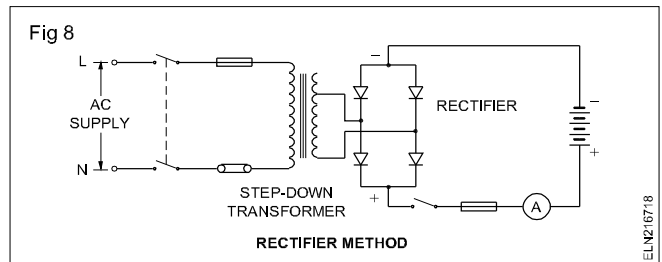 Fig 8
L
AC
SUPPLY
N
STEP-DOWN
TRANSFORMER
–
RECTIFIER
+
–
+
A
RECTIFIER METHOD
ELN216718